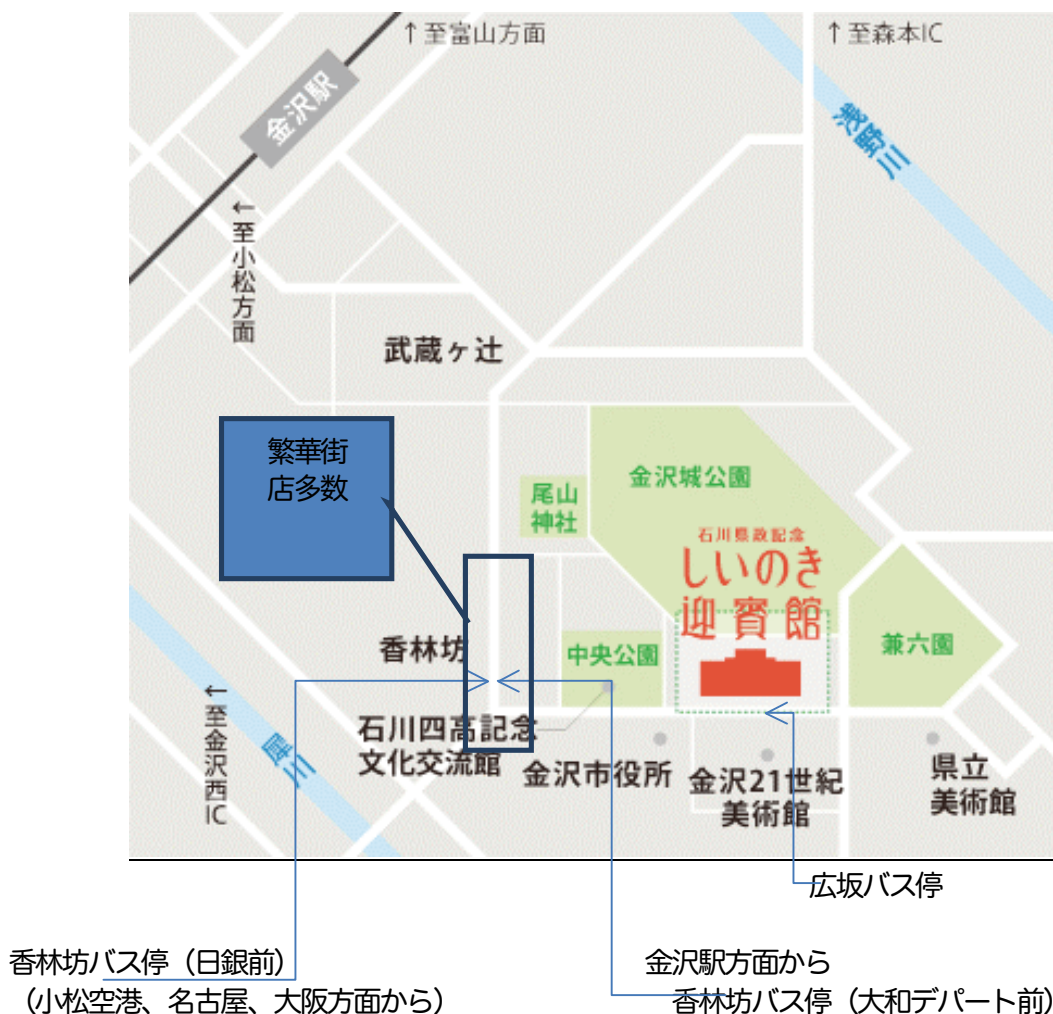 ↑至富山方面
↑至森本IC
金沢駅
浅野川
←至小松方面
武蔵ヶ辻
繁華街
店多数
金沢城公園
尾山
神社
石川県政記念
しいのき
迎賓館
香林坊
中央公園
兼六園
←至金沢西IC
犀川
石川四高記念
文化交流館
金沢市役所
金沢21世紀
美術館
県立
美術館
広坂バス停
香林坊バス停（日銀前）
（小松空港、名古屋、大阪方面から）
金沢駅方面から
香林坊バス停（大和デパート前）